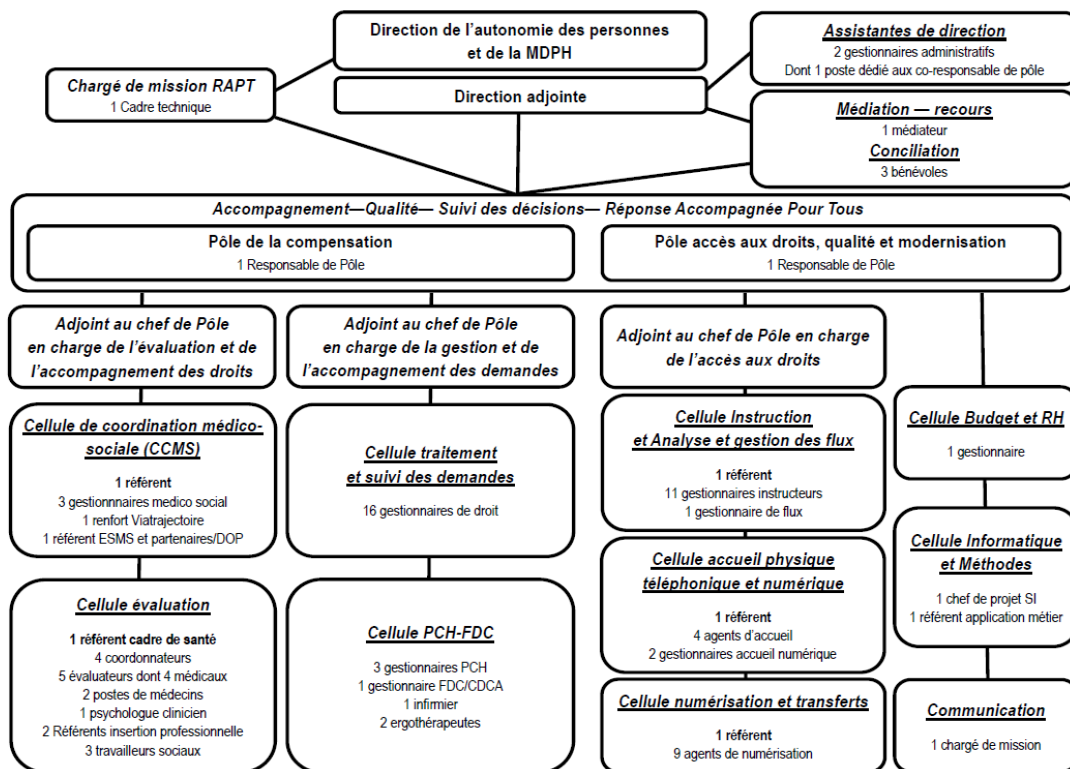 Direction de l'autonomie des personnes
et de la MDPH
Assistantes de direction
2 gestionnaires administratifs
Dont 1 poste dédié aux co-responsable de pôle
Chargé de mission RAPT
1 Cadre technique
Direction adjointe
Médiation — recours
1 médiateur
Conciliation
3 bénévoles
Accompagnement—Qualité— Suivi des décisions— Réponse Accompagnée Pour Tous
Pôle de la compensation
1 Responsable de Pôle
Pôle accès aux droits, qualité et modernisation
1 Responsable de Pôle
Adjoint au chef de Pôle
en charge de l'évaluation et de
l'accompagnement des droits
Adjoint au chef de Pôle
en charge de la gestion et de
l'accompagnement des demandes
Adjoint au chef de Pôle en charge
de l'accès aux droits
Cellule de coordination médico-
sociale (CCMS)
1 référent
3 gestionnnaires medico social
1 renfort Viatrajectoire
1 référent ESMS et partenaires/DOP
Cellule traitement
et suivi des demandes
16 gestionnaires de droit
Cellule Instruction
et Analyse et gestion des flux
1 référent
11 gestionnaires instructeurs
1 gestionnaire de flux
Cellule Budget et RH
1 gestionnaire
Cellule accueil physique
téléphonique et numérique
1 référent
4 agents d'accueil
2 gestionnaires accueil numérique
Cellule Informatique
et Méthodes
1 chef de projet SI
1 référent application métier
Cellule évaluation
1 référent cadre de santé
4 coordonnateurs
5 évaluateurs dont 4 médicaux
2 postes de médecins
1 psychologue clinicien
2 Référents insertion professionnelle
3 travailleurs sociaux
Cellule PCH-FDC
3 gestionnaires PCH
1 gestionnaire FDC/CDCA
1 infirmier
2 ergothérapeutes
Cellule numérisation et transferts
1 référent
9 agents de numérisation
Communication
1 chargé de mission